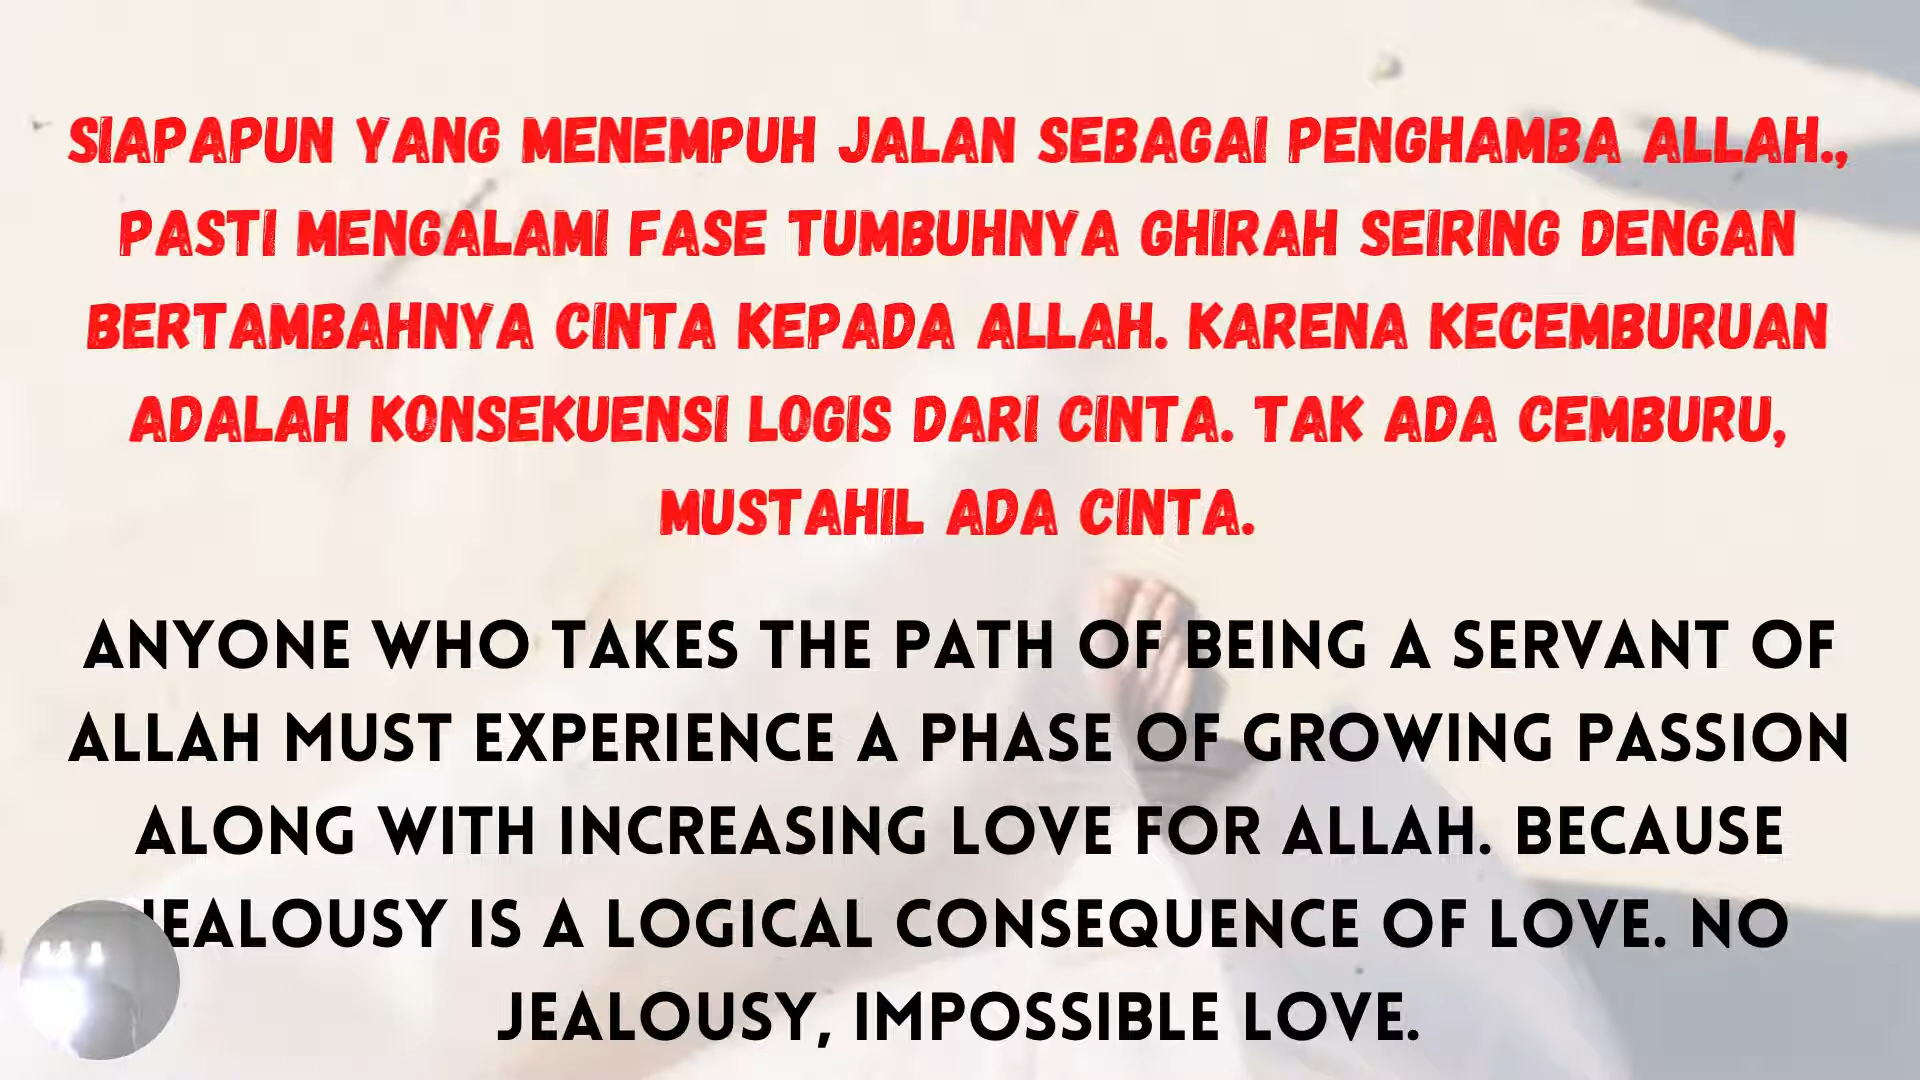 SIAPAPUN YANG MENEMPUH JALAN SEBAGAI PENGHAMBA ALLAH.,
PASTI MENGALAMI FASE TUMBUHNYA GHIRAH SEIRING DENGAN
BERTAMBAHNYA CINTA KEPADA ALLAH. KARENA KECEMBURUAN
ADALAH KONSEKUENSI LOGIS DARI CINTA. TAK ADA CEMBURU,
MUSTAHIL ADA CINTA.
ANYONE WHO TAKES THE PATH OF BEING A SERVANT OF
ALLAH MUST EXPERIENCE A PHASE OF GROWING PASSION
ALONG WITH INCREASING LOVE FOR ALLAH. BECAUSE
JEALOUSY IS A LOGICAL CONSEQUENCE OF LOVE. NO
JEALOUSY, IMPOSSIBLE LOVE.